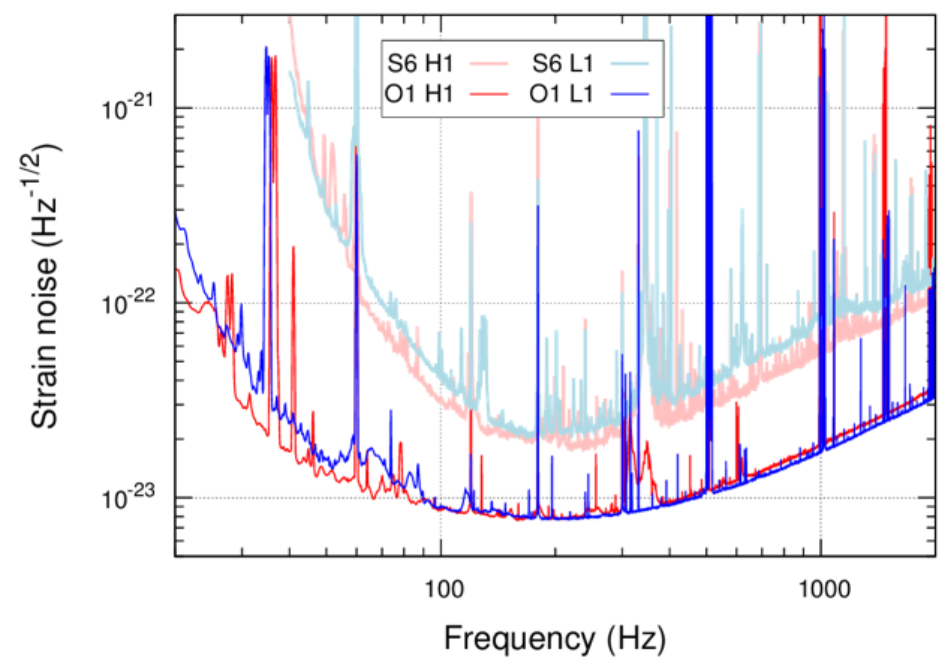 S6 H1 S6 L1
O1 H1 O1 L1
10⁻²¹
10⁻²²
10⁻²³
Strain noise (Hz⁻¹/²)
100 1000
Frequency (Hz)